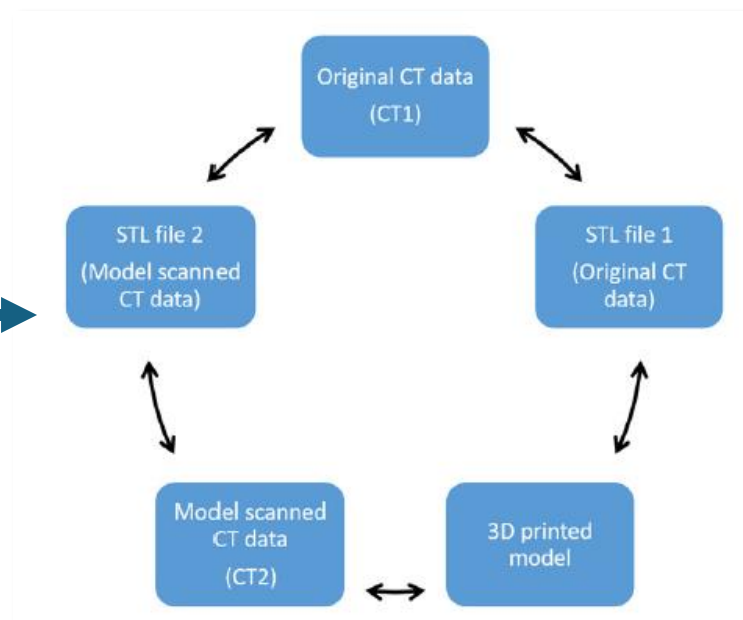 Original CT data
(CT1)
STL file 2
(Model scanned
CT data)
STL file 1
(Original CT
data)
Model scanned
CT data
(CT2)
3D printed
model